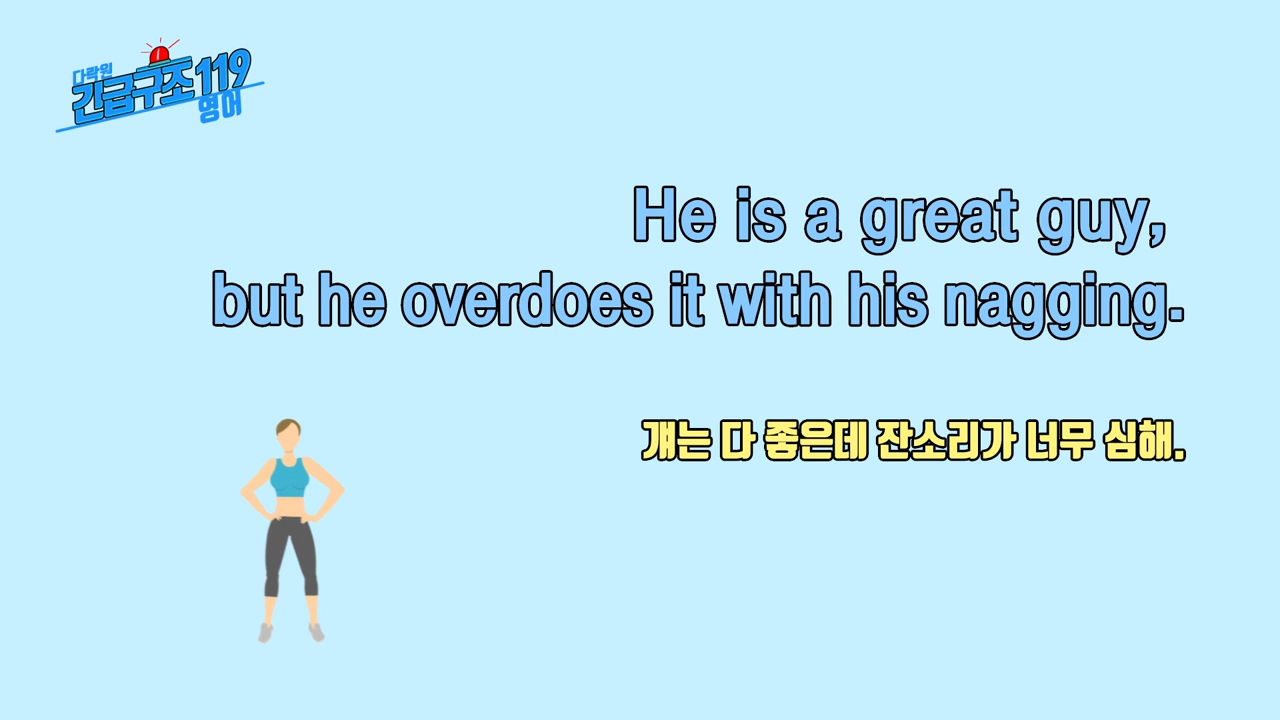 다락원
긴급구조119
영어
He is a great guy,
but he overdoes it with his nagging.
걔는 다 좋은데 잔소리가 너무 심해.